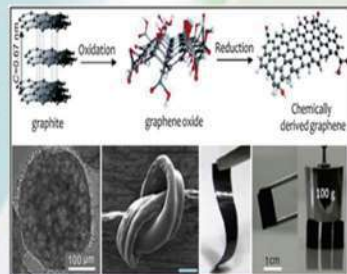 C=0.67 nm
Oxidation
Reduction
graphite
graphene oxide
Chemically
derived graphene
100 μm
1cm
100 g